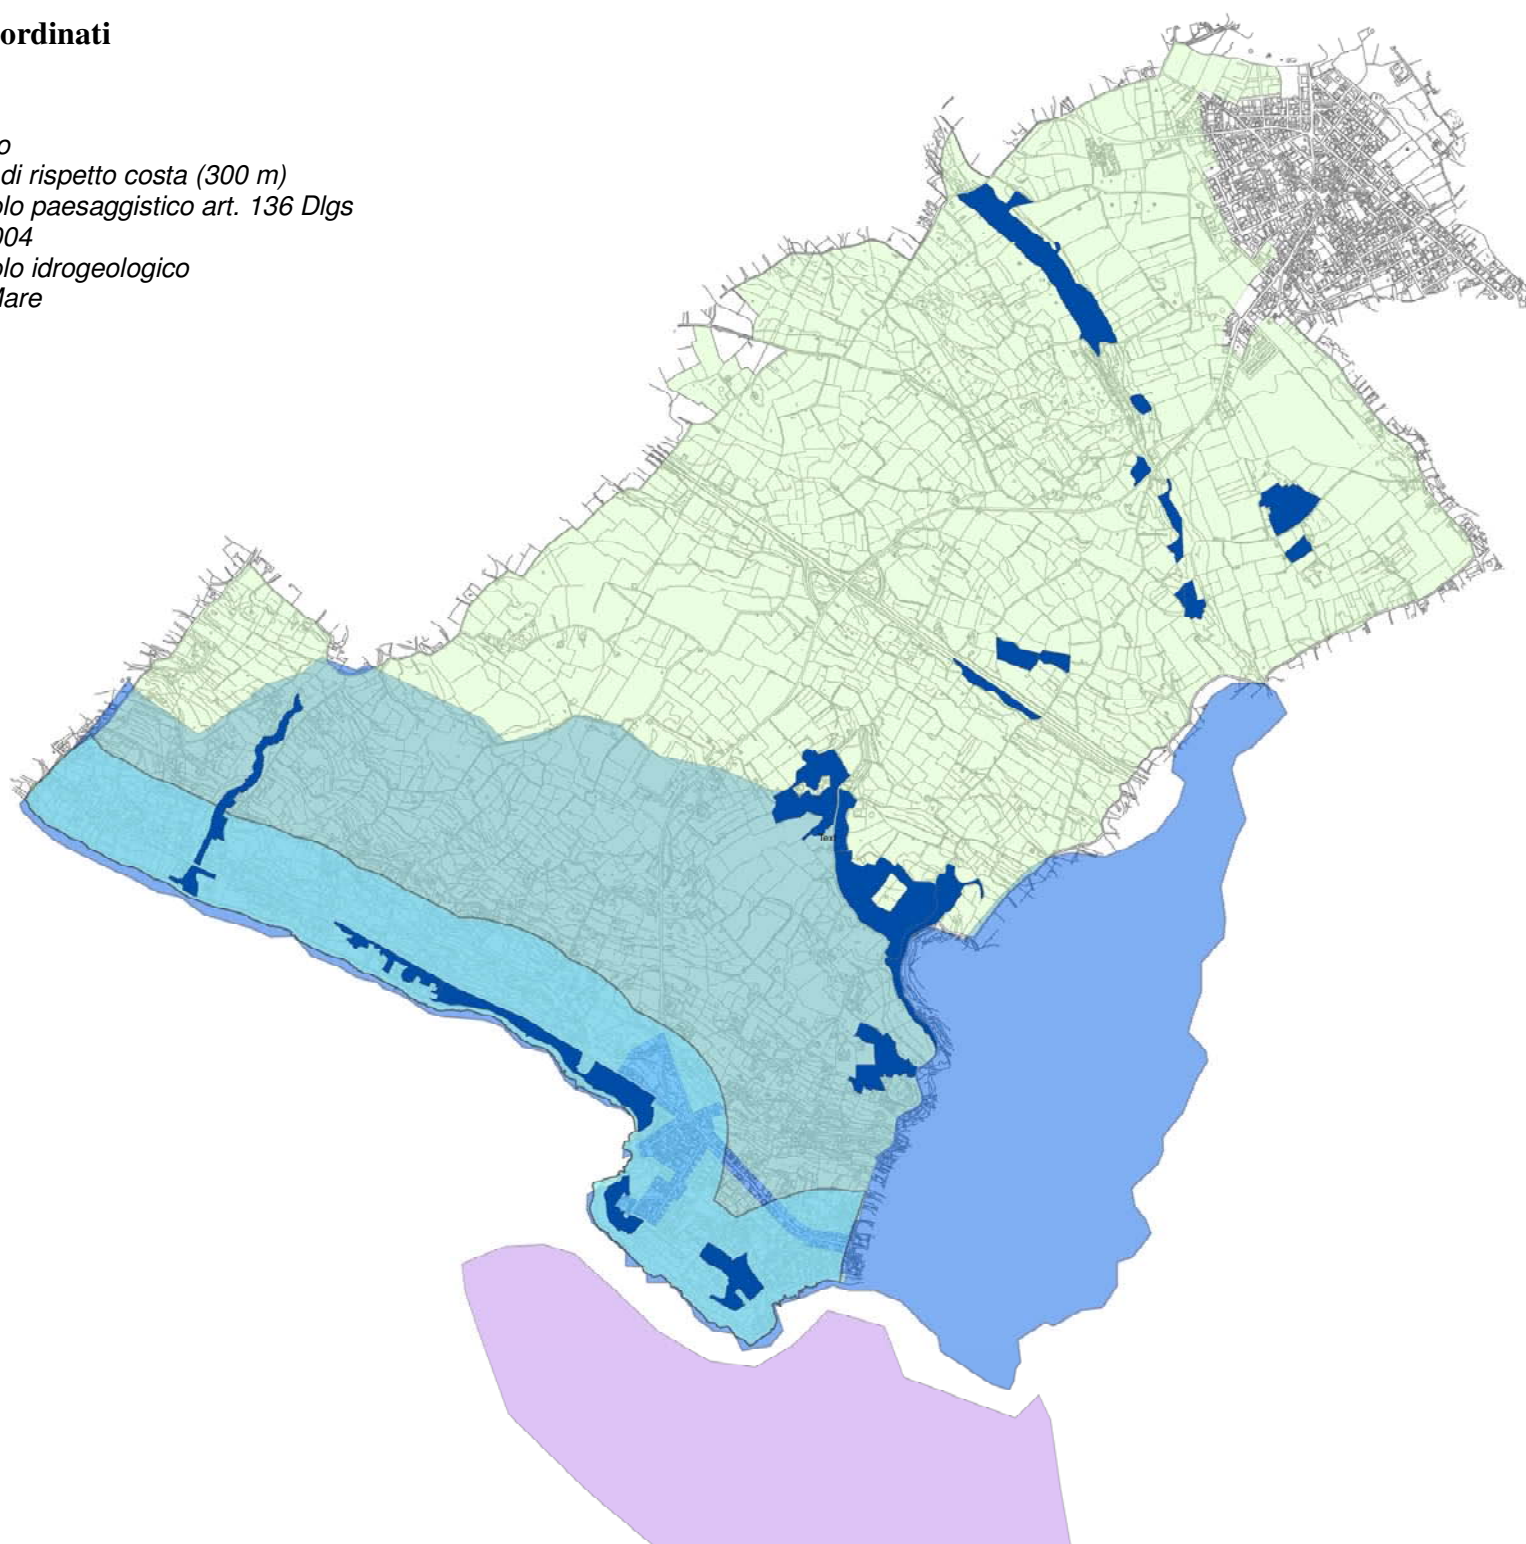 ordinati
o
di rispetto costa (300 m)
olo paesaggistico art. 136 Dlgs
004
olo idrogeologico
Mare